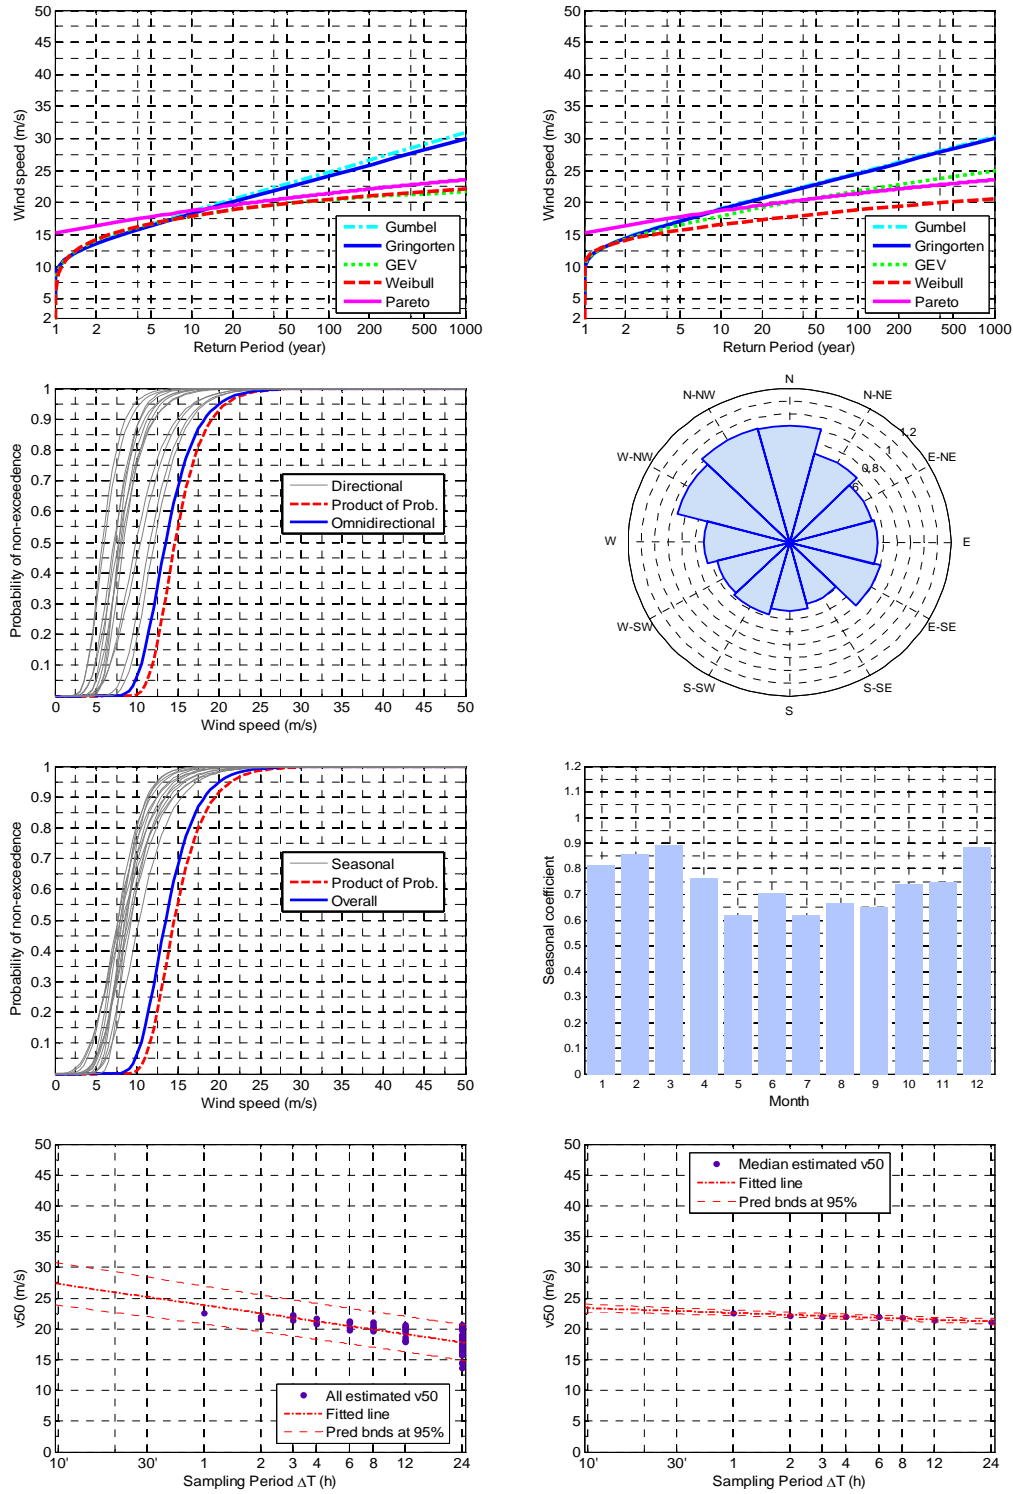 50
45
40
35
30
25
20
15
10
5
2
Wind speed (m/s)
1 2 5 10 20 50 100 200 500 1000
Return Period (year)
Gumbel
Gringorten
GEV
Weibull
Pareto
50
45
40
35
30
25
20
15
10
5
2
Wind speed (m/s)
1 2 5 10 20 50 100 200 500 1000
Return Period (year)
Gumbel
Gringorten
GEV
Weibull
Pareto
1
0.9
0.8
0.7
0.6
0.5
0.4
0.3
0.2
0.1
Probability of non-exceedence
0 5 10 15 20 25 30 35 40 45 50
Wind speed (m/s)
Directional
Product of Prob.
Omnidirectional
N
N-NW
N-NE
1.2
1
W-NW
0.8
E-NE
W
E
W-SW
E-SE
S-SW
S-SE
S
1
0.9
0.8
0.7
0.6
0.5
0.4
0.3
0.2
0.1
Probability of non-exceedence
0 5 10 15 20 25 30 35 40 45 50
Wind speed (m/s)
Seasonal
Product of Prob.
Overall
1.2
1.1
1
0.9
0.8
0.7
0.6
0.5
0.4
0.3
0.2
0.1
0
Seasonal coefficient
1 2 3 4 5 6 7 8 9 10 11 12
Month
50
45
40
35
30
25
20
15
10
5
0
v50 (m/s)
10' 30' 1 2 3 4 6 8 12 24
Sampling Period ΔT (h)
All estimated v50
Fitted line
Pred bnds at 95%
50
45
40
35
30
25
20
15
10
5
0
v50 (m/s)
10' 30' 1 2 3 4 6 8 12 24
Sampling Period ΔT (h)
Median estimated v50
Fitted line
Pred bnds at 95%